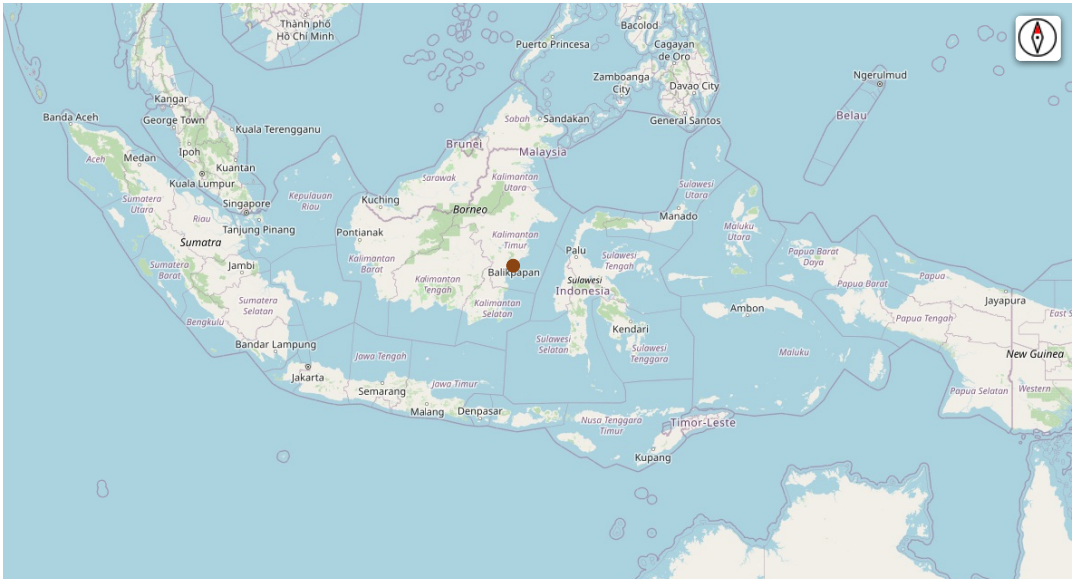 Thành phố
Hồ Chí Minh
Bacolod
Puerto Princesa
Cagayan
de Oro
Zamboanga
City
Davao City
Ngerulmud
Kangar
Banda Aceh
George Town
Kuala Terengganu
General Santos
Belau
Sabah
Sandakan
Brunei
Malaysia
Ipoh
Aceh
Medan
Kuantan
Kuala Lumpur
Sarawak
Kalimantan
Utara
Sulawesi
Utara
Sumatera
Utara
Singapore
Kepulauan
Riau
Kuching
Borneo
Manado
Riau
Tanjung Pinang
Pontianak
Kalimantan
Timur
Maluku
Utara
Sumatra
Palu
Papua Barat
Daya
Sumatera
Barat
Jambi
Kalimantan
Barat
Balikpapan
Sulawesi
Tengah
Papua Barat
Papua
Kalimantan
Tengah
Sulawesi
Indonesia
Sumatera
Selatan
Kalimantan
Selatan
Jayapura
Ambon
Papua Tengah
East S
Bengkulu
Kendari
Bandar Lampung
Sulawesi
Selatan
Sulawesi
Tenggara
Jawa Tengah
Maluku
New Guinea
Jakarta
Semarang
Jawa Timur
Papua Selatan
Western
Malang
Denpasar
Nusa Tenggara
Timur
Timor-Leste
Kupang